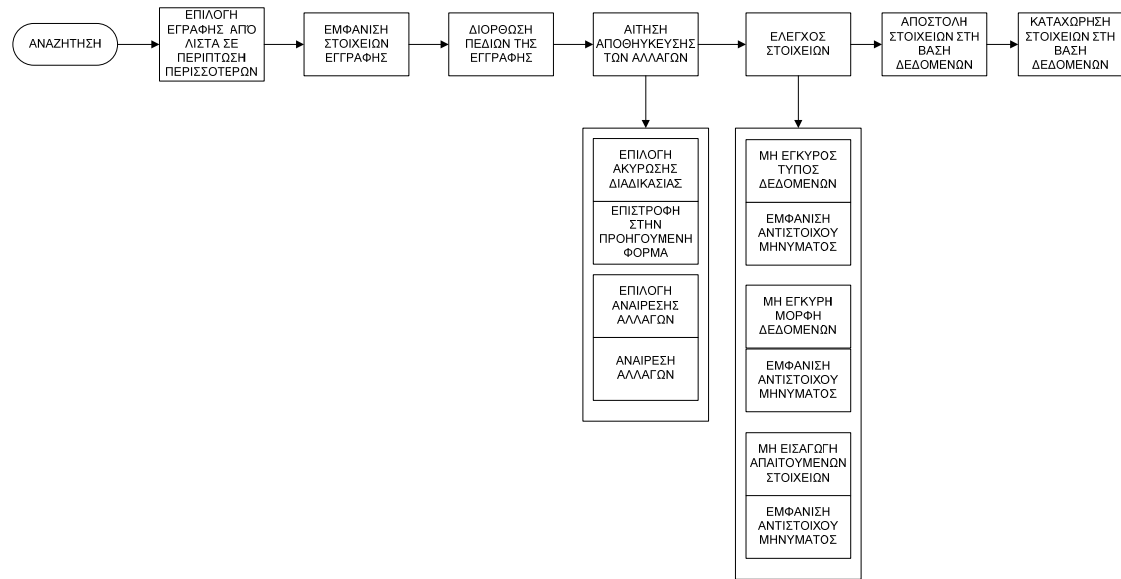 ΑΝΑΖΗΤΗΣΗ
ΕΠΙΛΟΓΗ
ΕΓΡΑΦΗΣ ΑΠΌ
ΛΙΣΤΑ ΣΕ
ΠΕΡΙΠΤΩΣΗ
ΠΕΡΙΣΣΟΤΕΡΩΝ
ΕΜΦΑΝΙΣΗ
ΣΤΟΙΧΕΙΩΝ
ΕΓΓΡΑΦΗΣ
ΔΙΟΡΘΩΣΗ
ΠΕΔΙΩΝ ΤΗΣ
ΕΓΓΡΑΦΗΣ
ΑΙΤΗΣΗ
ΑΠΟΘΗΥΚΕΥΣΗΣ
ΤΩΝ ΑΛΛΑΓΩΝ
ΕΛΕΓΧΟΣ
ΣΤΟΙΧΕΙΩΝ
ΑΠΟΣΤΟΛΗ
ΣΤΟΙΧΕΙΩΝ ΣΤΗ
ΒΑΣΗ
ΔΕΔΟΜΕΝΩΝ
ΚΑΤΑΧΩΡΗΣΗ
ΣΤΟΙΧΕΙΩΝ ΣΤΗ
ΒΑΣΗ
ΔΕΔΟΜΕΝΩΝ
ΕΠΙΛΟΓΗ
ΑΚΥΡΩΣΗΣ
ΔΙΑΔΙΚΑΣΙΑΣ
ΕΠΙΣΤΡΟΦΗ
ΣΤΗΝ
ΠΡΟΗΓΟΥΜΕΝΗ
ΦΟΡΜΑ
ΕΠΙΛΟΓΗ
ΑΝΑΙΡΕΣΗΣ
ΑΛΛΑΓΩΝ
ΑΝΑΙΡΕΣΗ
ΑΛΛΑΓΩΝ
ΜΗ ΕΓΚΥΡΟΣ
ΤΥΠΟΣ
ΔΕΔΟΜΕΝΩΝ
ΕΜΦΑΝΙΣΗ
ΑΝΤΙΣΤΟΙΧΟΥ
ΜΗΝΥΜΑΤΟΣ
ΜΗ ΕΓΚΥΡΗ
ΜΟΡΦΗ
ΔΕΔΟΜΕΝΩΝ
ΕΜΦΑΝΙΣΗ
ΑΝΤΙΣΤΟΙΧΟΥ
ΜΗΝΥΜΑΤΟΣ
ΜΗ ΕΙΣΑΓΩΓΗ
ΑΠΑΙΤΟΥΜΕΝΩΝ
ΣΤΟΙΧΕΙΩΝ
ΕΜΦΑΝΙΣΗ
ΑΝΤΙΣΤΟΙΧΟΥ
ΜΗΝΥΜΑΤΟΣ